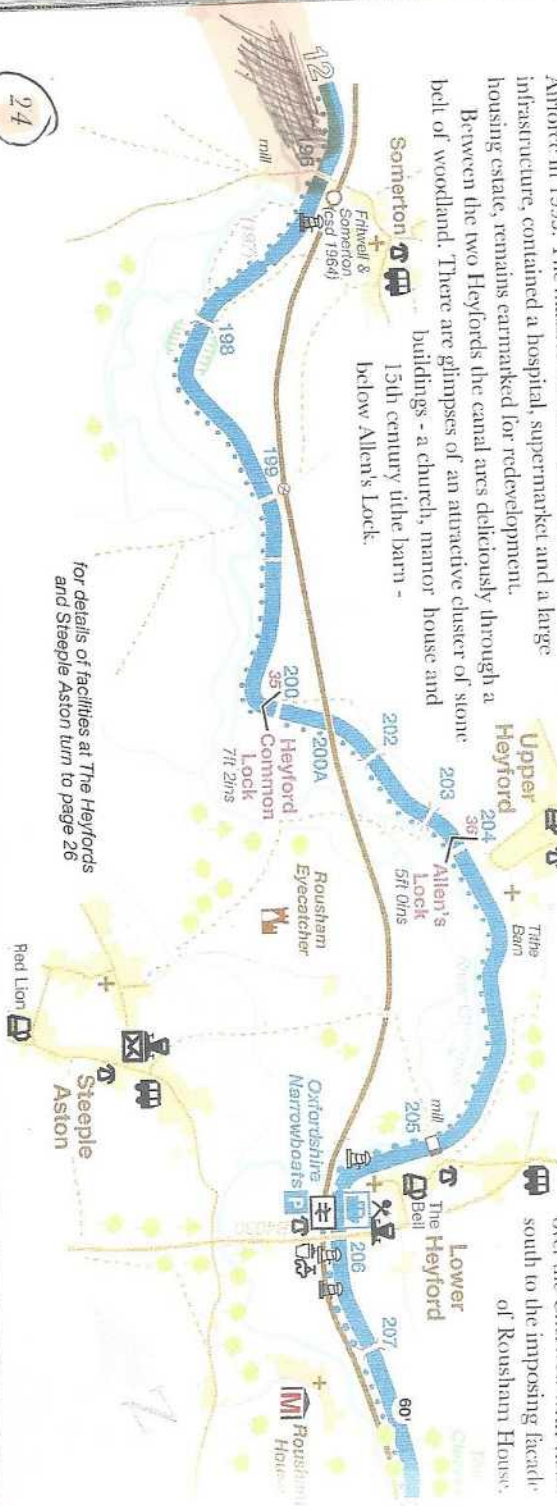 infrastructure, contained a hospital, supermarket and a large
housing estate, remains earmarked for redevelopment.
Between the two Heyfords the canal arcs deliciously through a
belt of woodland. There are glimpses of an attractive cluster of stone
buildings - a church, manor house and
15th century tithe barn -
below Allen's Lock.
south to the imposing facade
of Rousham House.
12
196
mill
Somerton
Fritwell &
Somerton
(csd 1964)
(197)
198
199
200
35
Heyford
Common
Lock
7ft 2ins
200A
202
203
204
36
Allen's
Lock
5ft 0ins
Upper
Heyford
Tithe
Barn
Rousham
Eyecatcher
mill
205
The
Bell
Lower
Heyford
Oxfordshire
Narrowboats
P
206
B4030
207
60'
M
Rousham
House
Steeple
Aston
Red Lion
for details of facilities at The Heyfords
and Steeple Aston turn to page 26
24